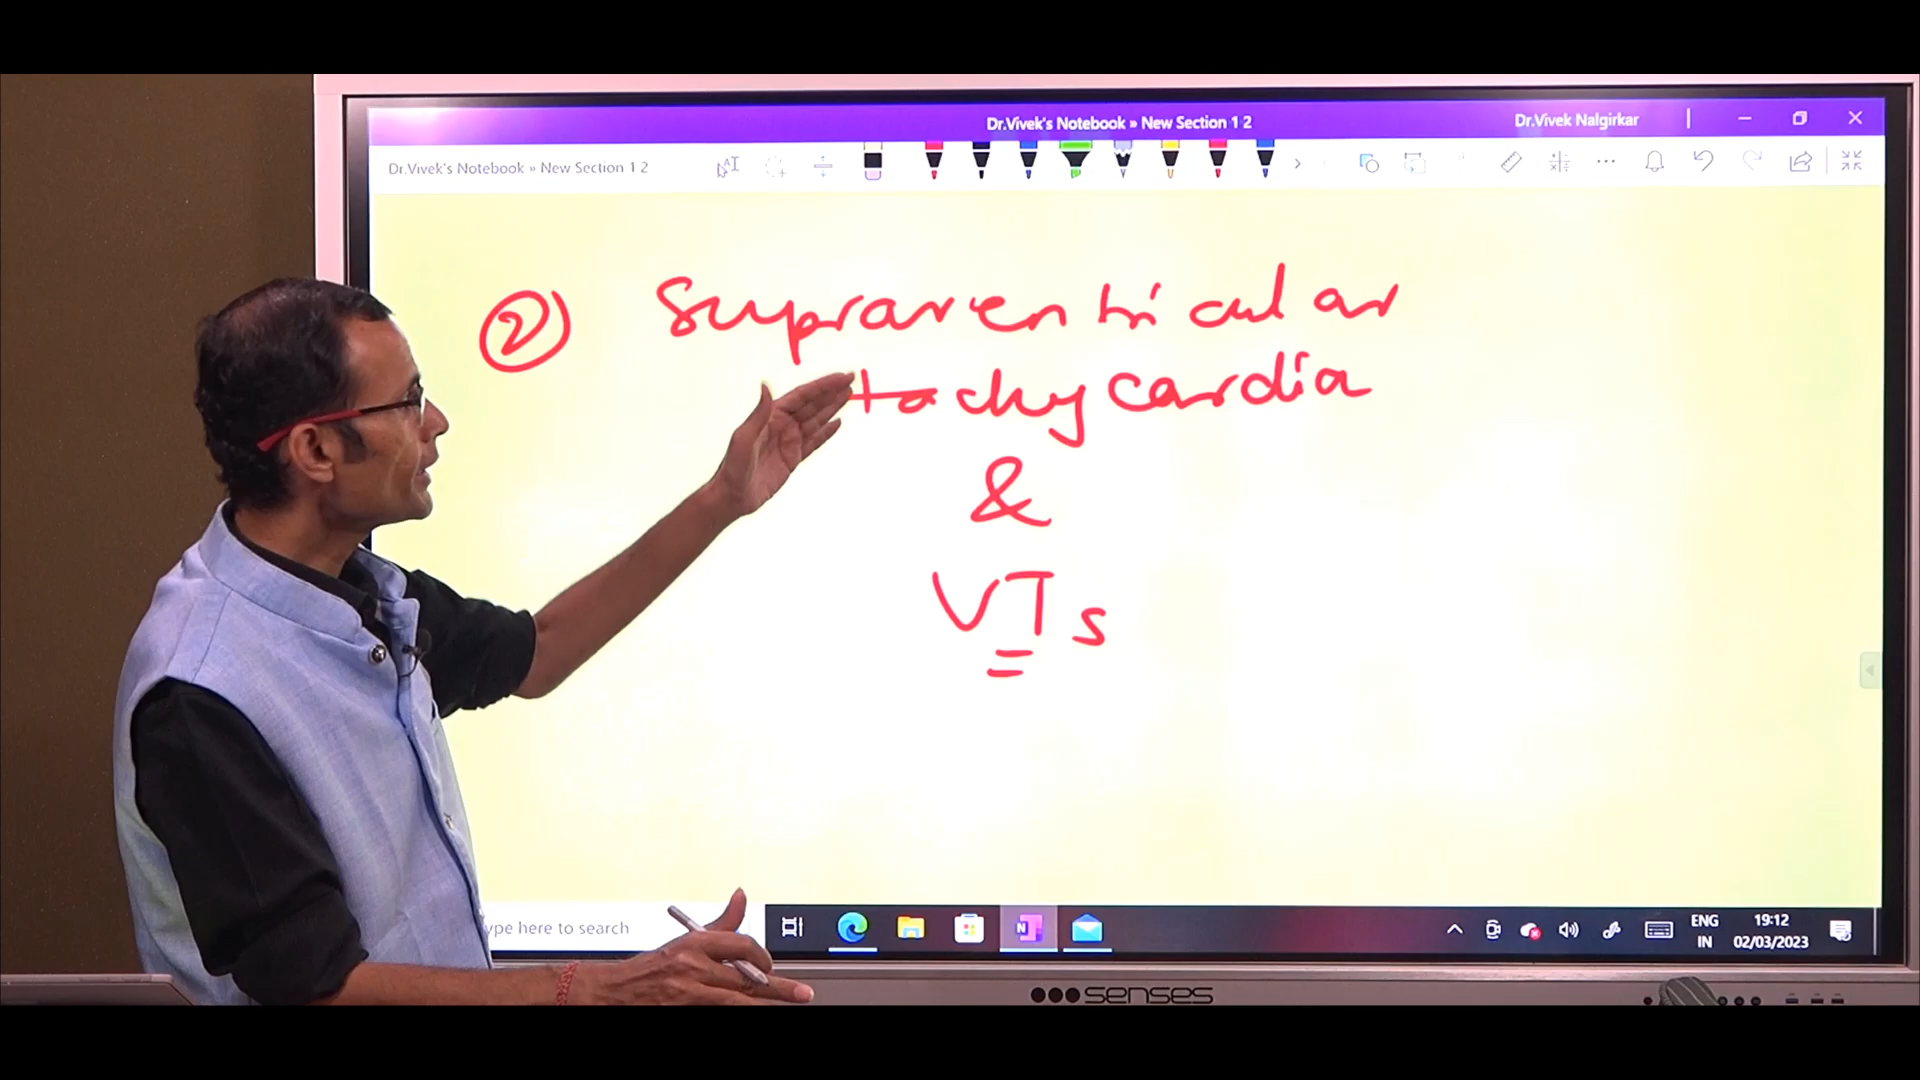 Dr.Vivek's Notebook » New Section 1 2
Dr.Vivek Nalgirkar
Dr.Vivek's Notebook » New Section 1 2
② Supraventricular
tachycardia
&
VTs
ype here to search
ENG
IN
19:12
02/03/2023
senses